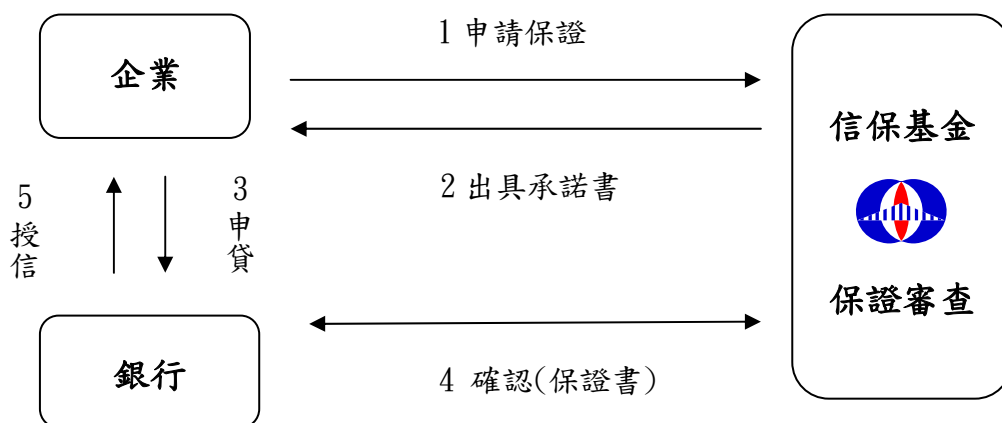 1 申請保證
企業
信保基金
2 出具承諾書
5 授信
3 申貸
保證審查
銀行
4 確認(保證書)